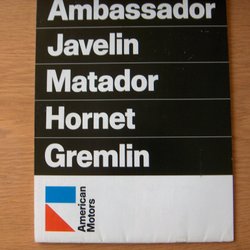 Ambassador
Javelin
Matador
Hornet
Gremlin
American
Motors